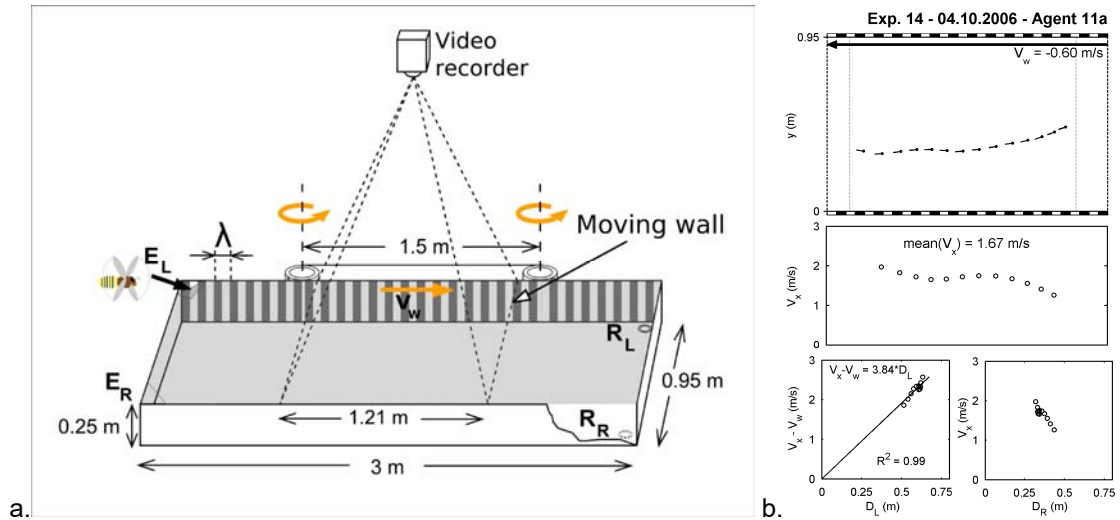 Video
recorder
Moving wall
λ
1.5 m
E_L
V_w
R_L
E_R
0.95 m
0.25 m
1.21 m
R_R
3 m
a.
Exp. 14 - 04.10.2006 - Agent 11a
0.95
V_w = -0.60 m/s
y (m)
0
3
mean(V_x) = 1.67 m/s
2
V_x (m/s)
1
0
3
V_x-V_w = 3.84*D_L
2
V_x - V_w (m/s)
1
R² = 0.99
0
0 0.25 0.5 0.75
D_L (m)
3
2
V_x (m/s)
1
0
0 0.25 0.5 0.75
D_R (m)
b.